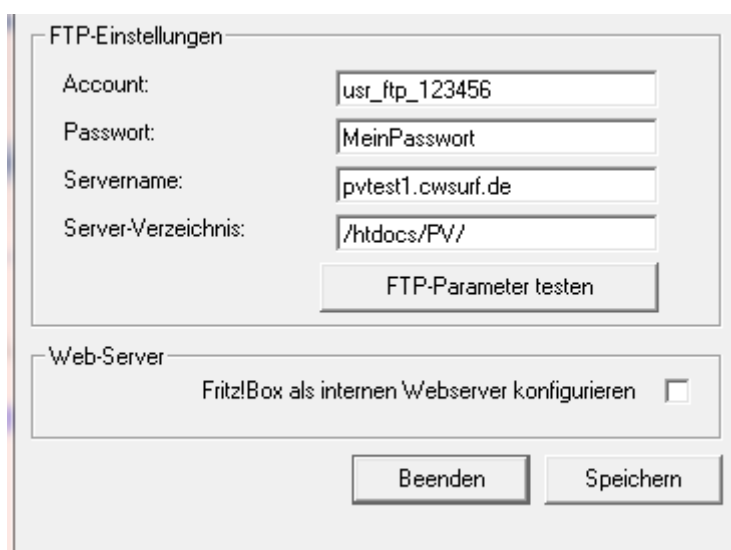 FTP-Einstellungen
Account: usr_ftp_123456
Passwort: MeinPasswort
Servername: pvtest1.cwsurf.de
Server-Verzeichnis: /htdocs/PV/
FTP-Parameter testen
Web-Server
Fritz!Box als internen Webserver konfigurieren
Beenden Speichern